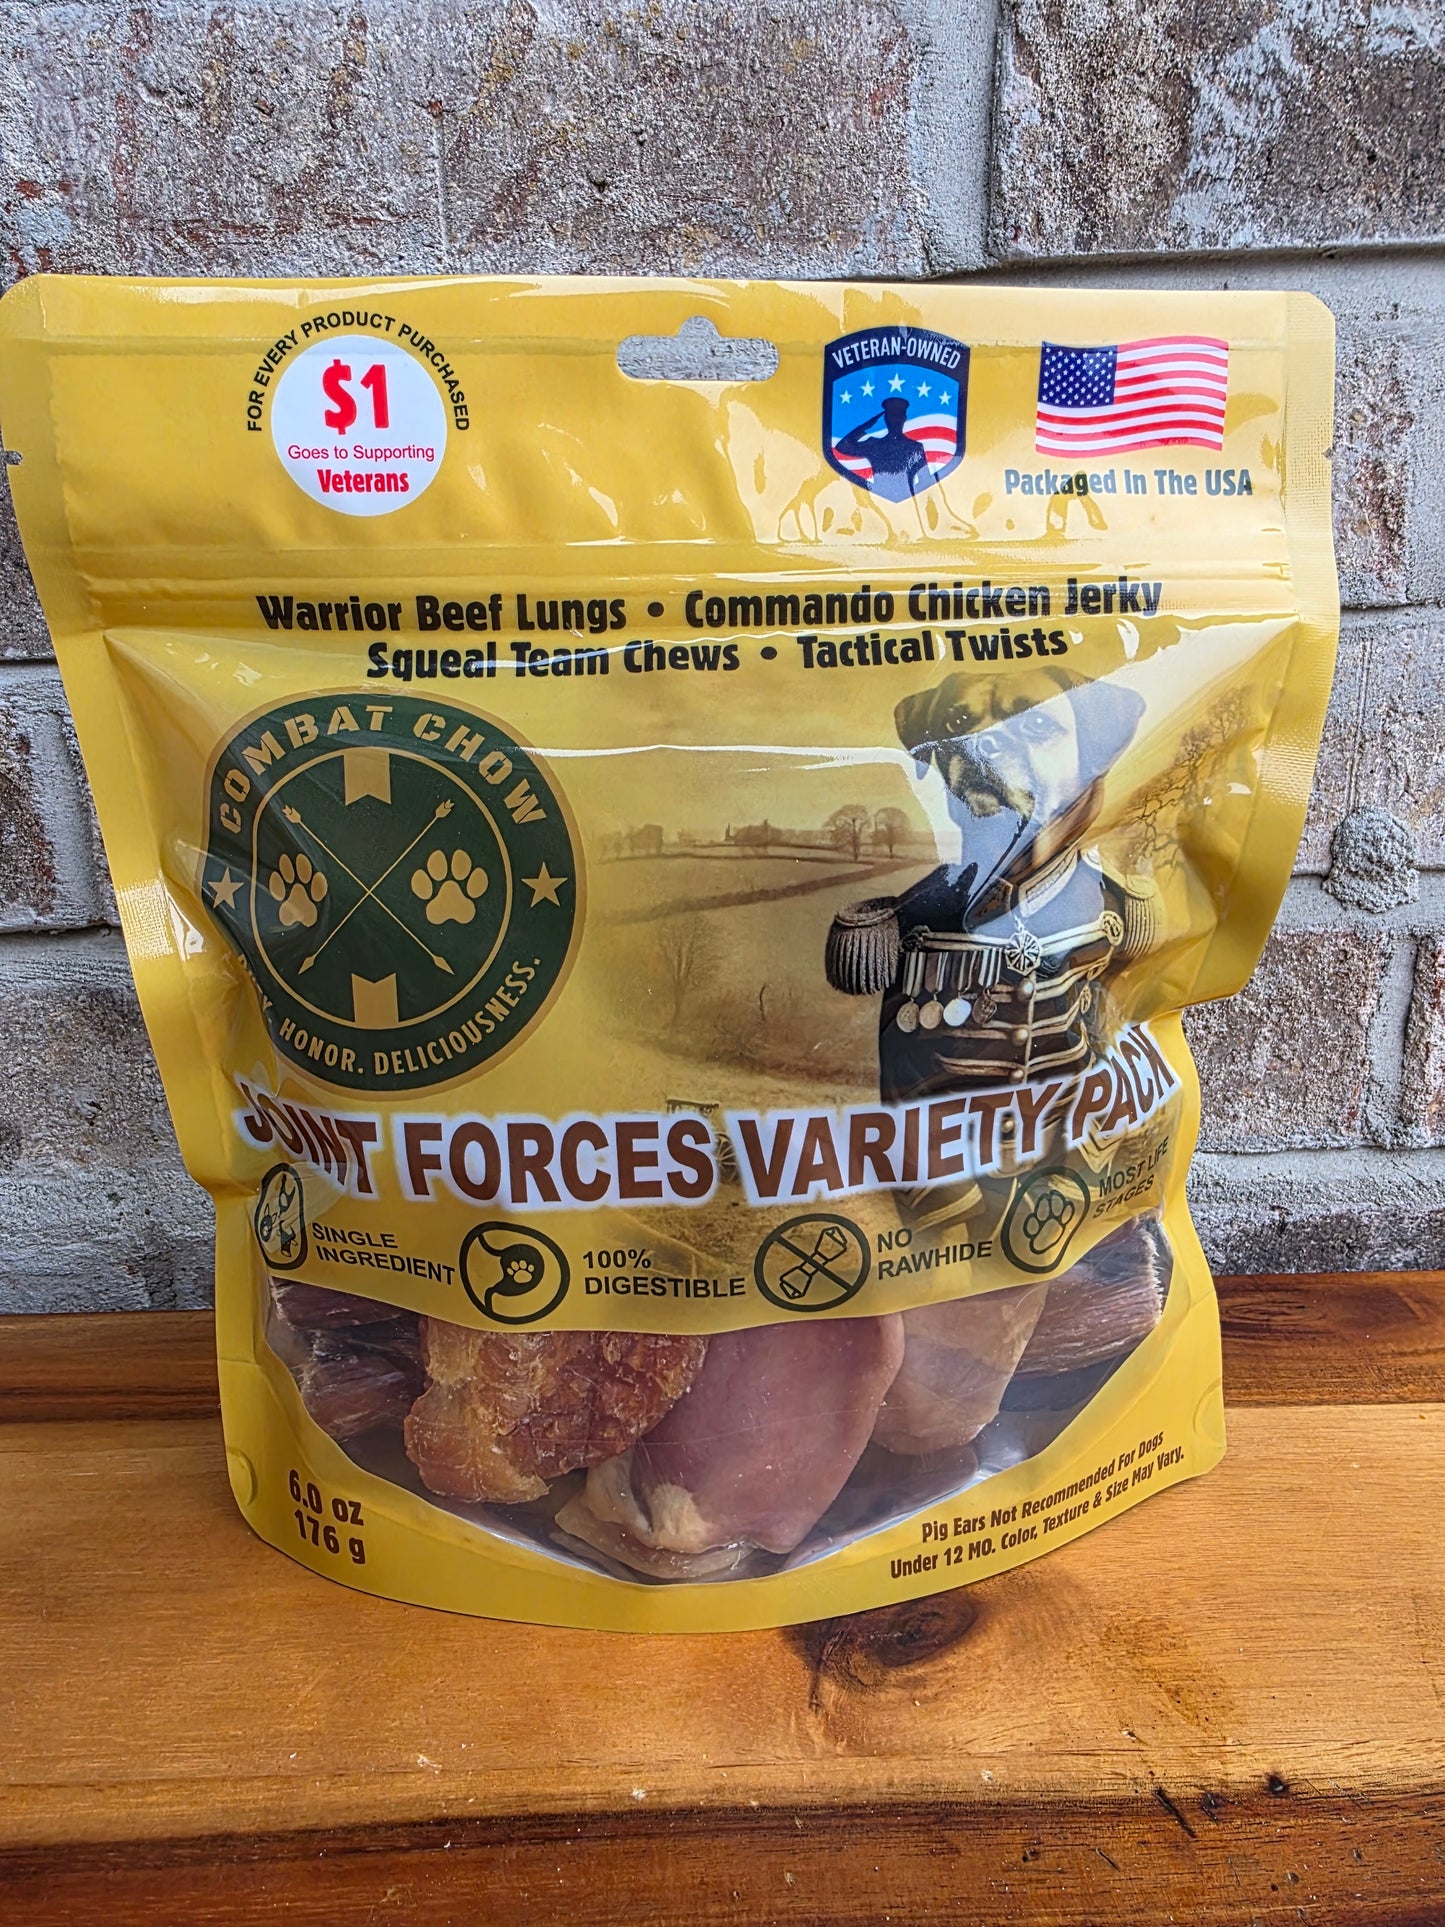 FOR EVERY PRODUCT PURCHASED
$1
Goes to Supporting
Veterans
VETERAN-OWNED
Packaged In The USA
Warrior Beef Lungs • Commando Chicken Jerky
Squeal Team Chews • Tactical Twists
COMBAT CHOW
HONOR. DELICIOUSNESS.
JOINT FORCES VARIETY PACK
SINGLE
INGREDIENT
100%
DIGESTIBLE
NO
RAWHIDE
MOST LIFE
STAGES
6.0 oz
176 g
Pig Ears Not Recommended For Dogs
Under 12 MO. Color, Texture & Size May Vary.